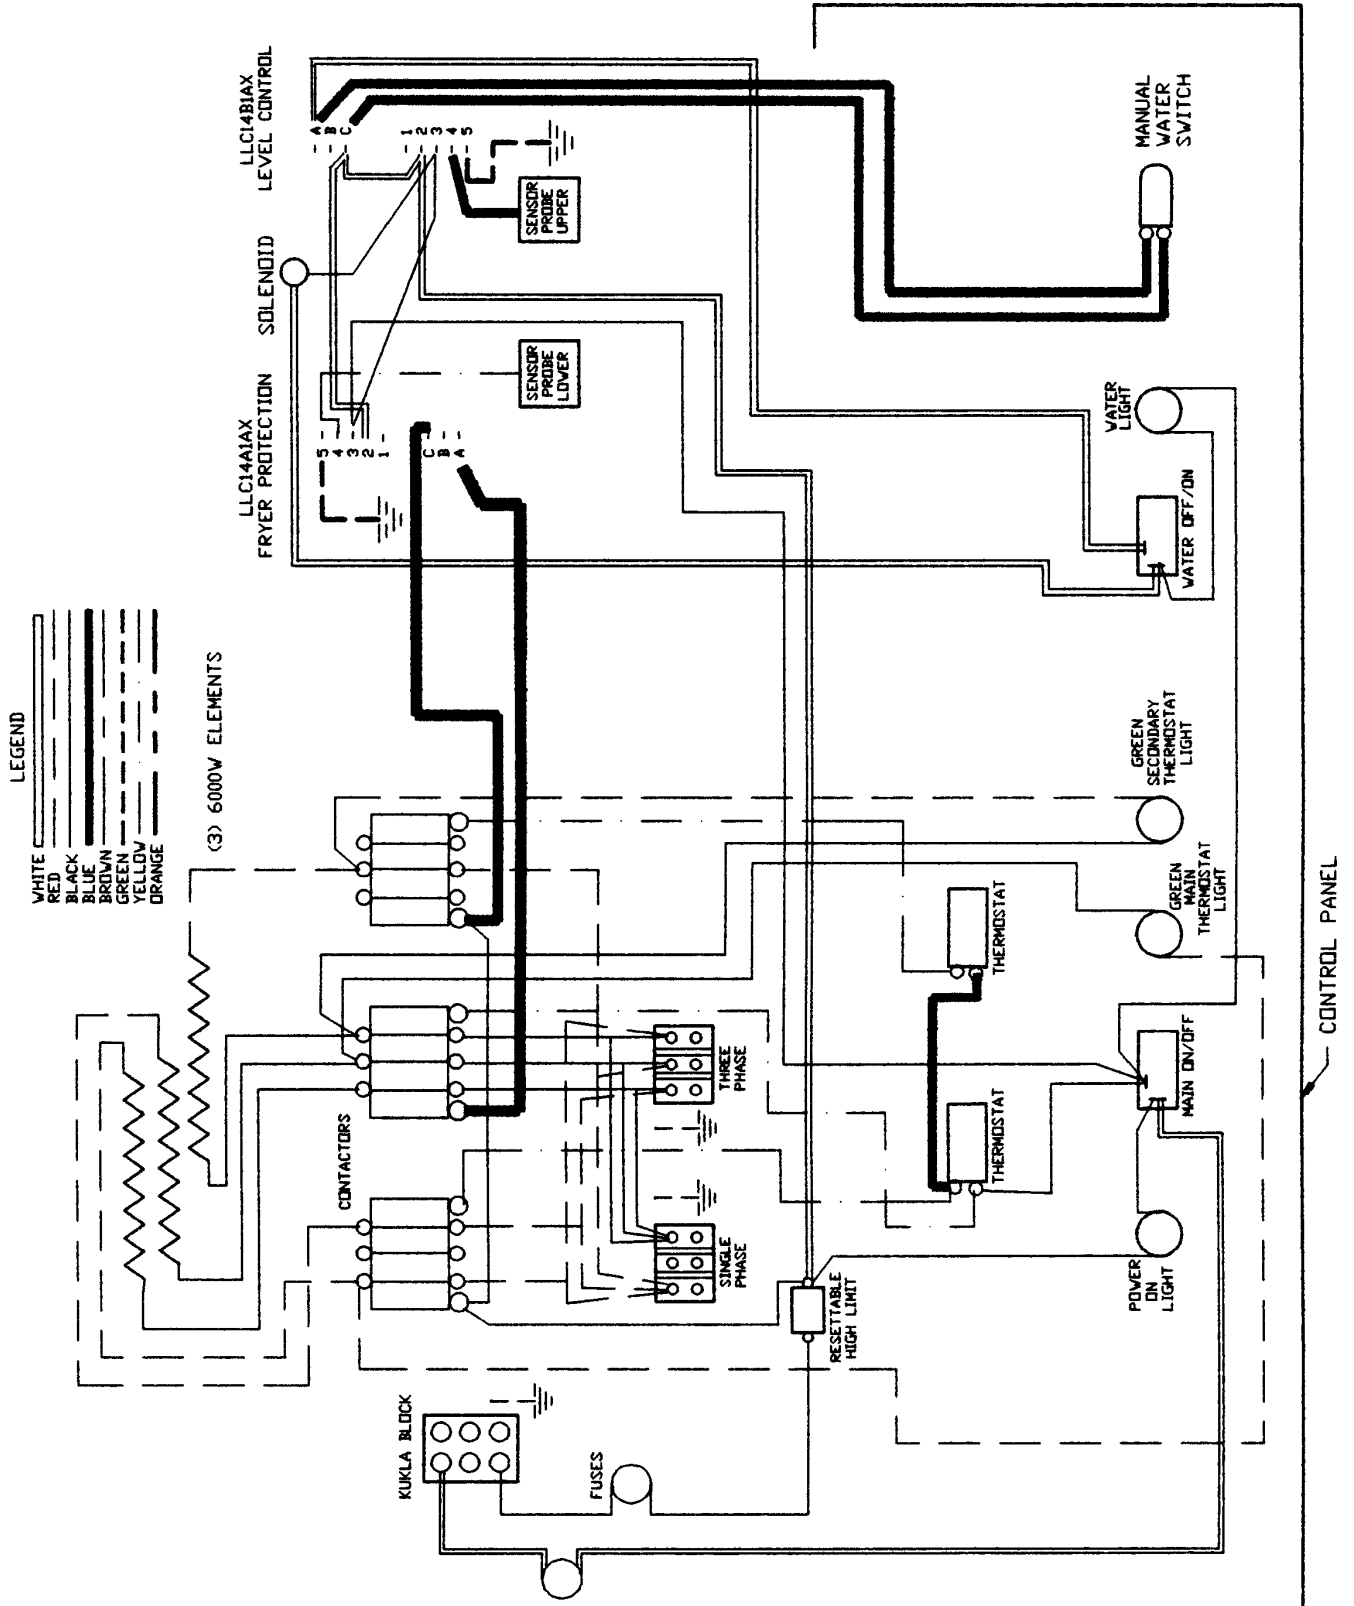 LEGEND
WHITE
RED
BLACK
BLUE
BROWN
GREEN
YELLOW
ORANGE
(3) 6000W ELEMENTS
LLC14A1AX
FRYER PROTECTION
SOLENOID
LLC14B1AX
LEVEL CONTROL
5
4
3
2
1
C
B
A
A
B
C
1
2
3
4
5
SENSOR
PROBE
LOWER
SENSOR
PROBE
UPPER
CONTACTORS
KUKLA BLOCK
FUSES
SINGLE
PHASE
THREE
PHASE
RESETTABLE
HIGH LIMIT
THERMOSTAT
THERMOSTAT
POWER
ON
LIGHT
MAIN ON/OFF
GREEN
MAIN
THERMOSTAT
LIGHT
GREEN
SECONDARY
THERMOSTAT
LIGHT
WATER OFF/ON
WATER
LIGHT
MANUAL
WATER
SWITCH
CONTROL PANEL